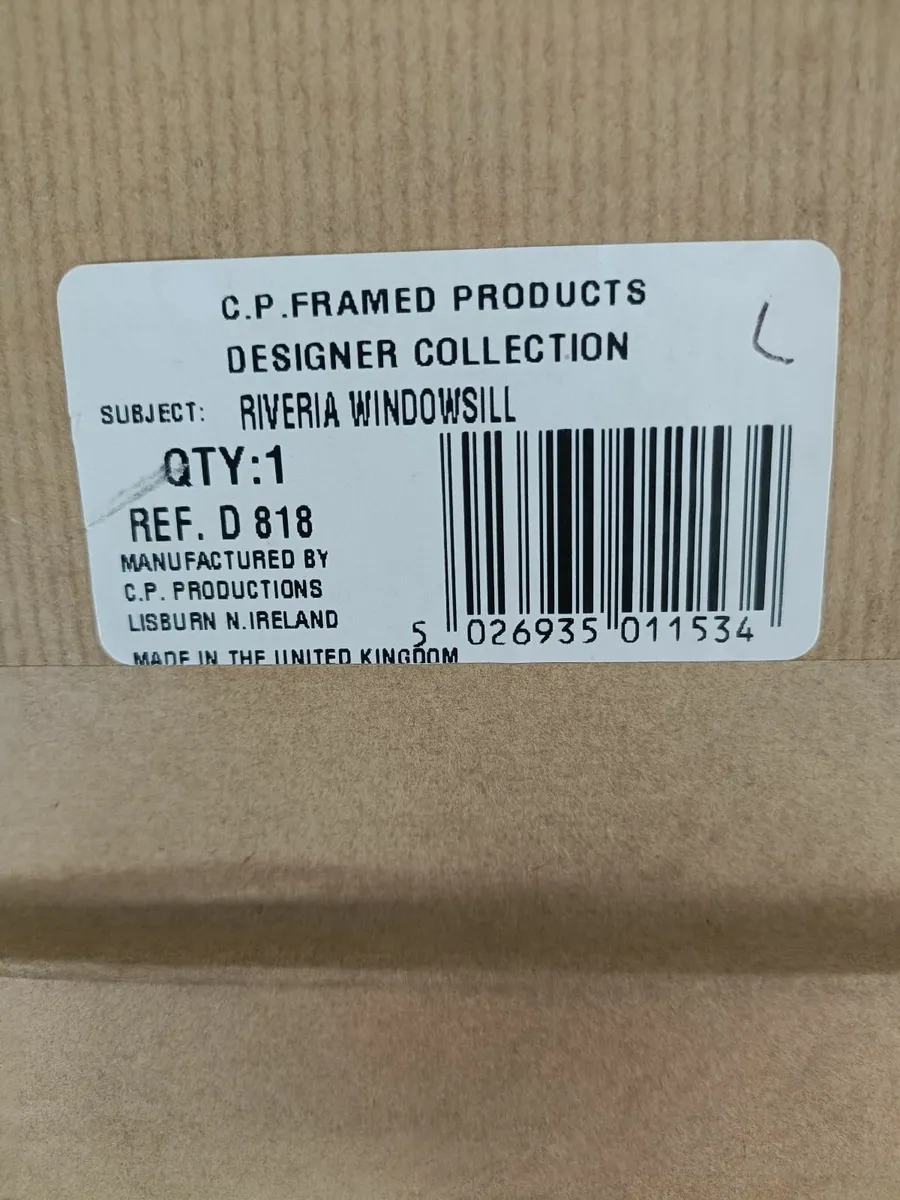 C.P.FRAMED PRODUCTS
DESIGNER COLLECTION
L
SUBJECT: RIVERIA WINDOWSILL
QTY:1
REF. D 818
MANUFACTURED BY
C.P. PRODUCTIONS
LISBURN N.IRELAND
MADE IN THE UNITED KINGDOM
5 026935 011534